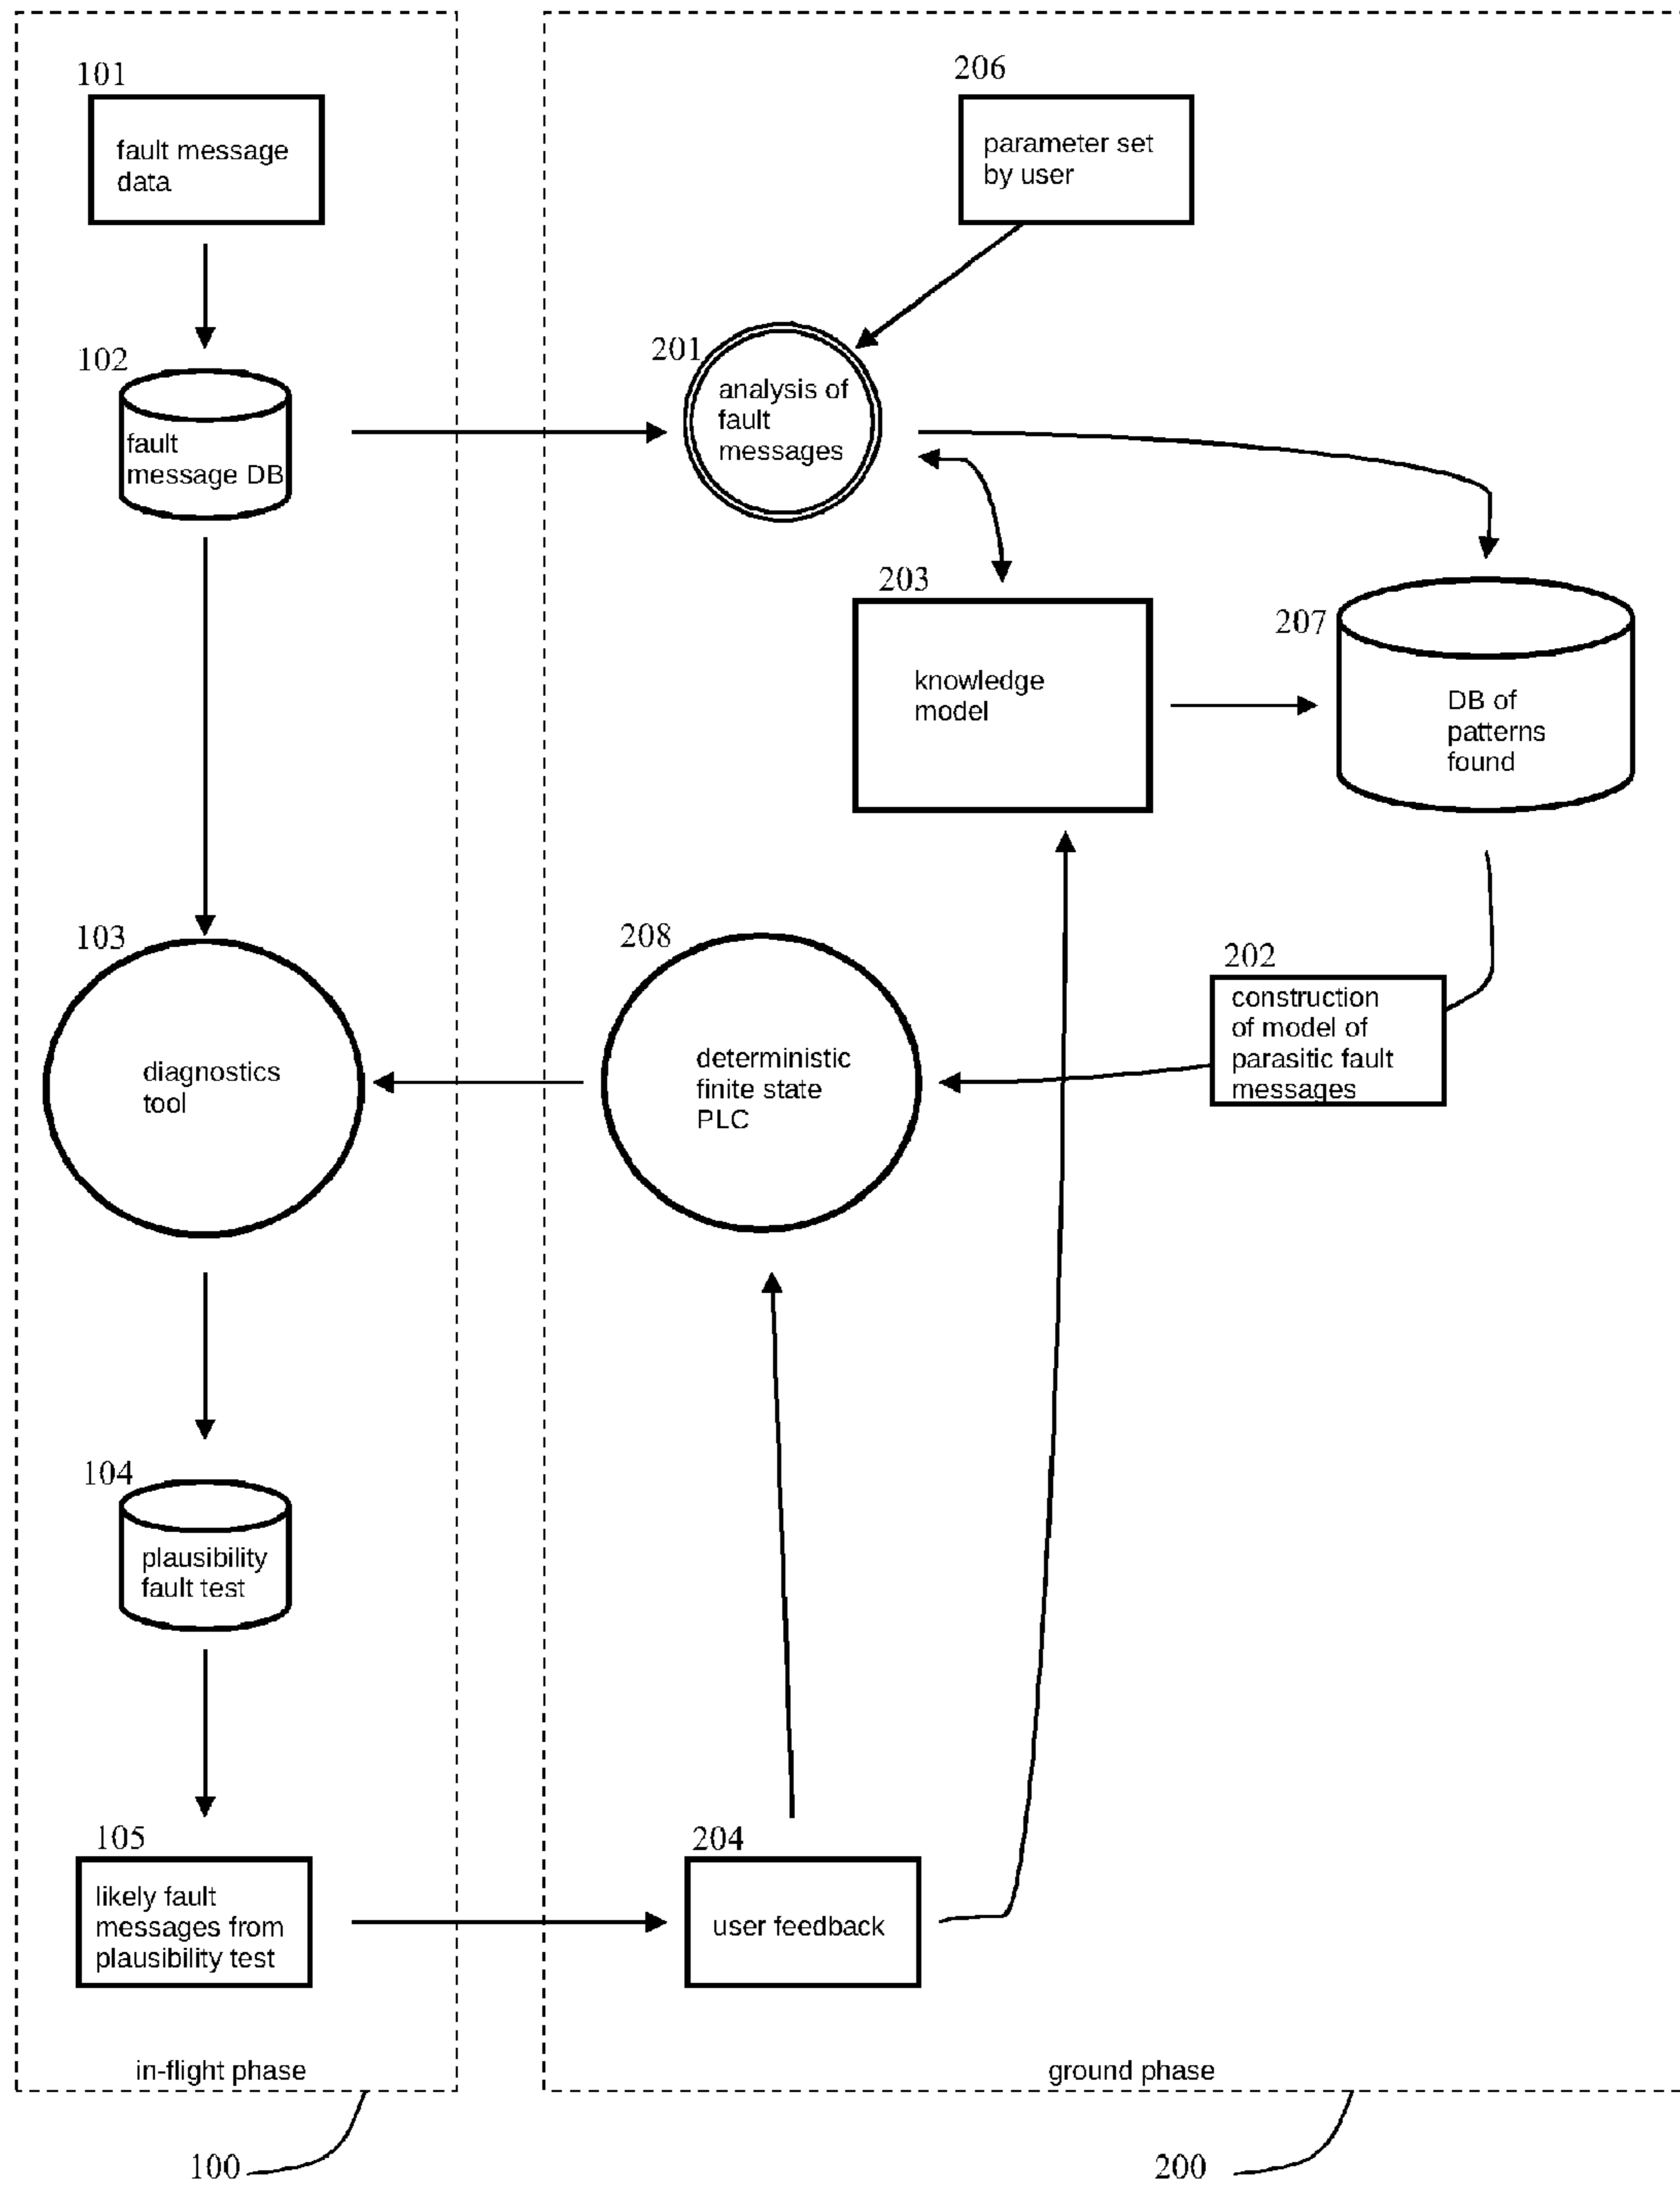 101
fault message
data
102
fault
message DB
103
diagnostics
tool
104
plausibility
fault test
105
likely fault
messages from
plausibility test
in-flight phase
100
206
parameter set
by user
201
analysis of
fault
messages
203
knowledge
model
207
DB of
patterns
found
208
deterministic
finite state
PLC
202
construction
of model of
parasitic fault
messages
204
user feedback
ground phase
200